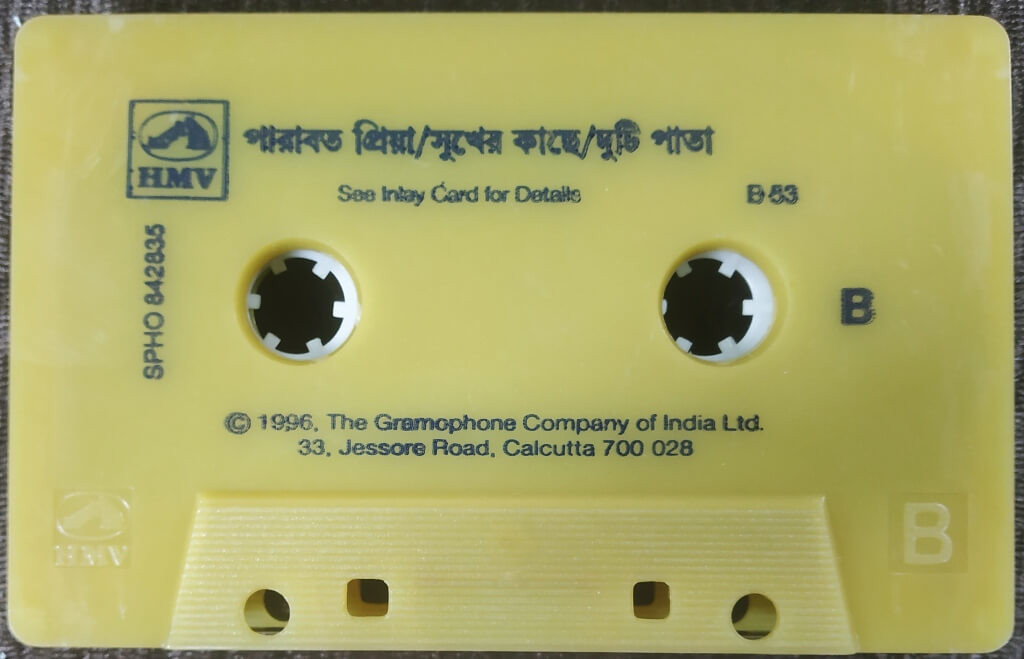 HMV
পারাবত প্রিয়া/সুখের কাছে/দুটি পাতা
See Inlay Card for Details
B 53
SPHO 842835
B
© 1996, The Gramophone Company of India Ltd.
33, Jessore Road, Calcutta 700 028
HMV
B